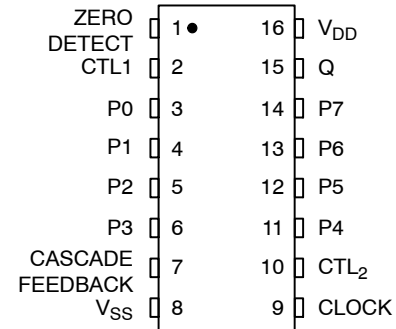 ZERO DETECT 1 16 VDD
CTL1 2 15 Q
P0 3 14 P7
P1 4 13 P6
P2 5 12 P5
P3 6 11 P4
CASCADE FEEDBACK 7 10 CTL2
VSS 8 9 CLOCK